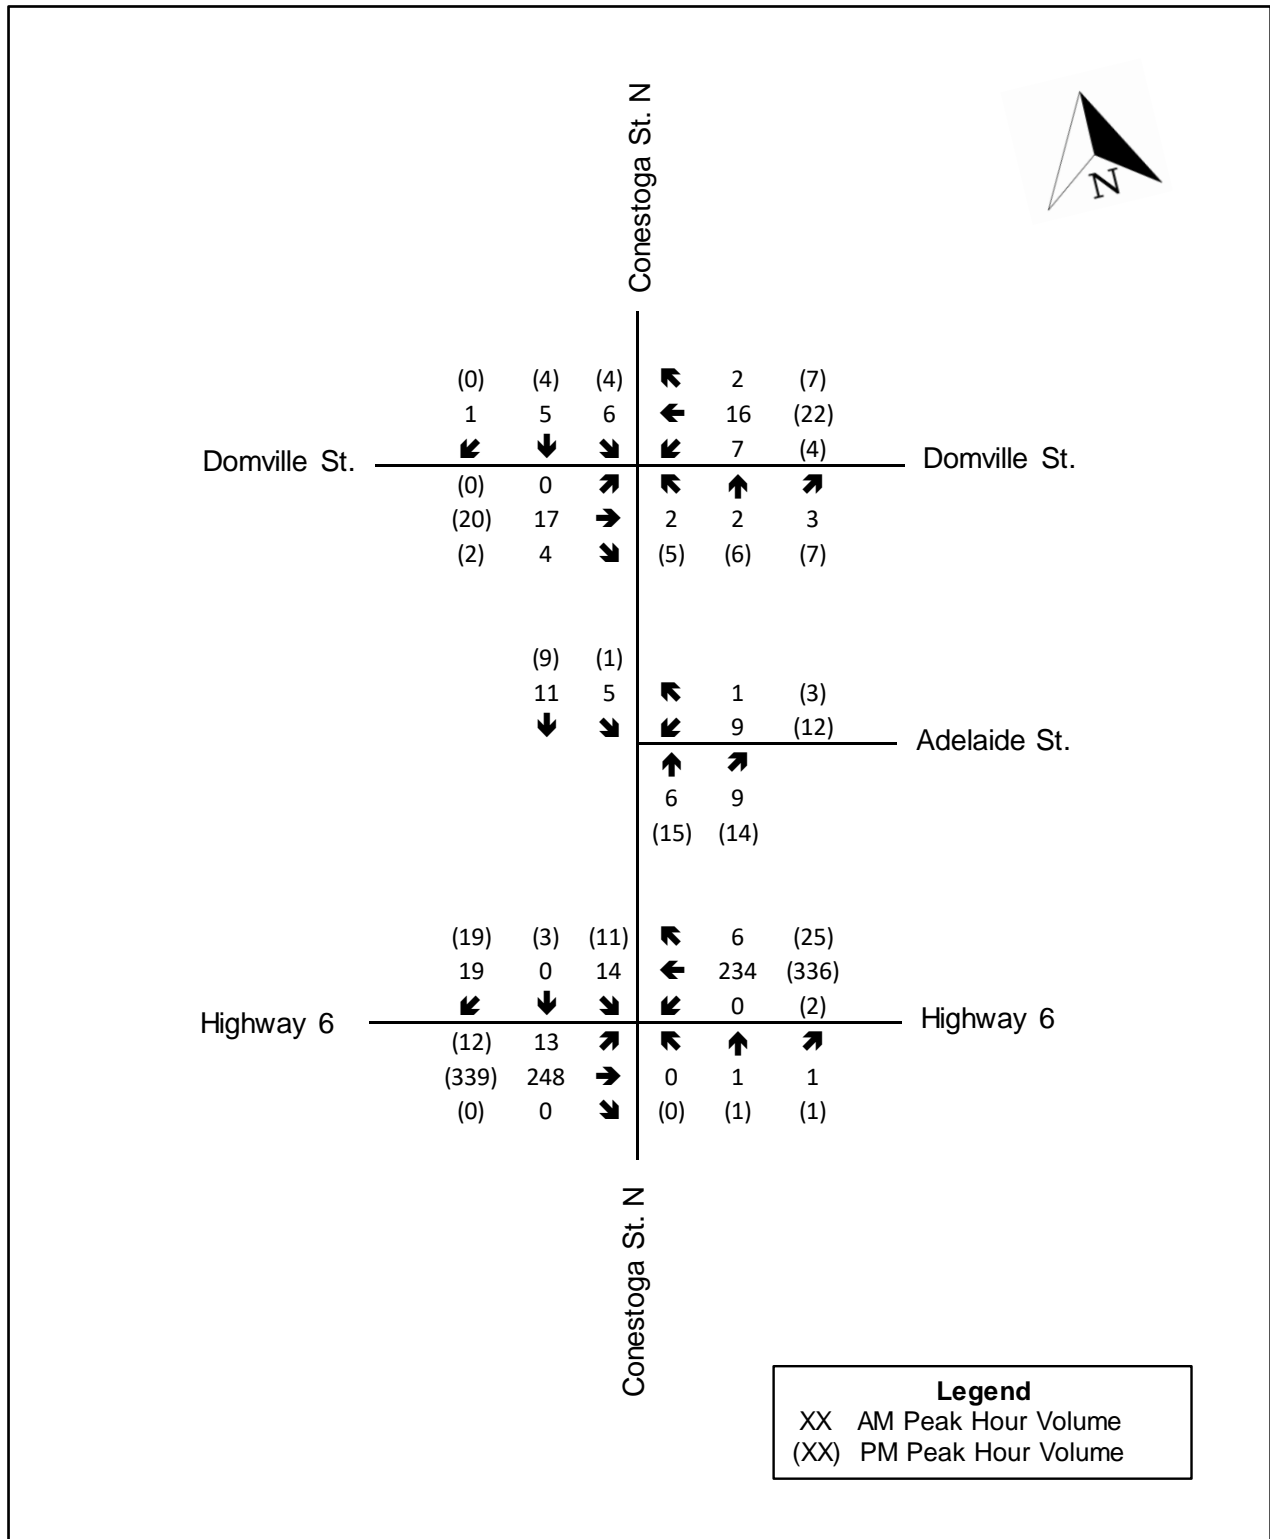 Conestoga St. N
N
(0) (4) (4) 2 (7)
1 5 6 16 (22)
7 (4)
Domville St.
Domville St.
(0) 0
(20) 17 2 2 3
(2) 4 (5) (6) (7)
(9) (1)
11 5 1 (3)
9 (12)
Adelaide St.
6 9
(15) (14)
(19) (3) (11) 6 (25)
19 0 14 234 (336)
0 (2)
Highway 6
Highway 6
(12) 13
(339) 248 0 1 1
(0) 0 (0) (1) (1)
Conestoga St. N
Legend
XX AM Peak Hour Volume
(XX) PM Peak Hour Volume